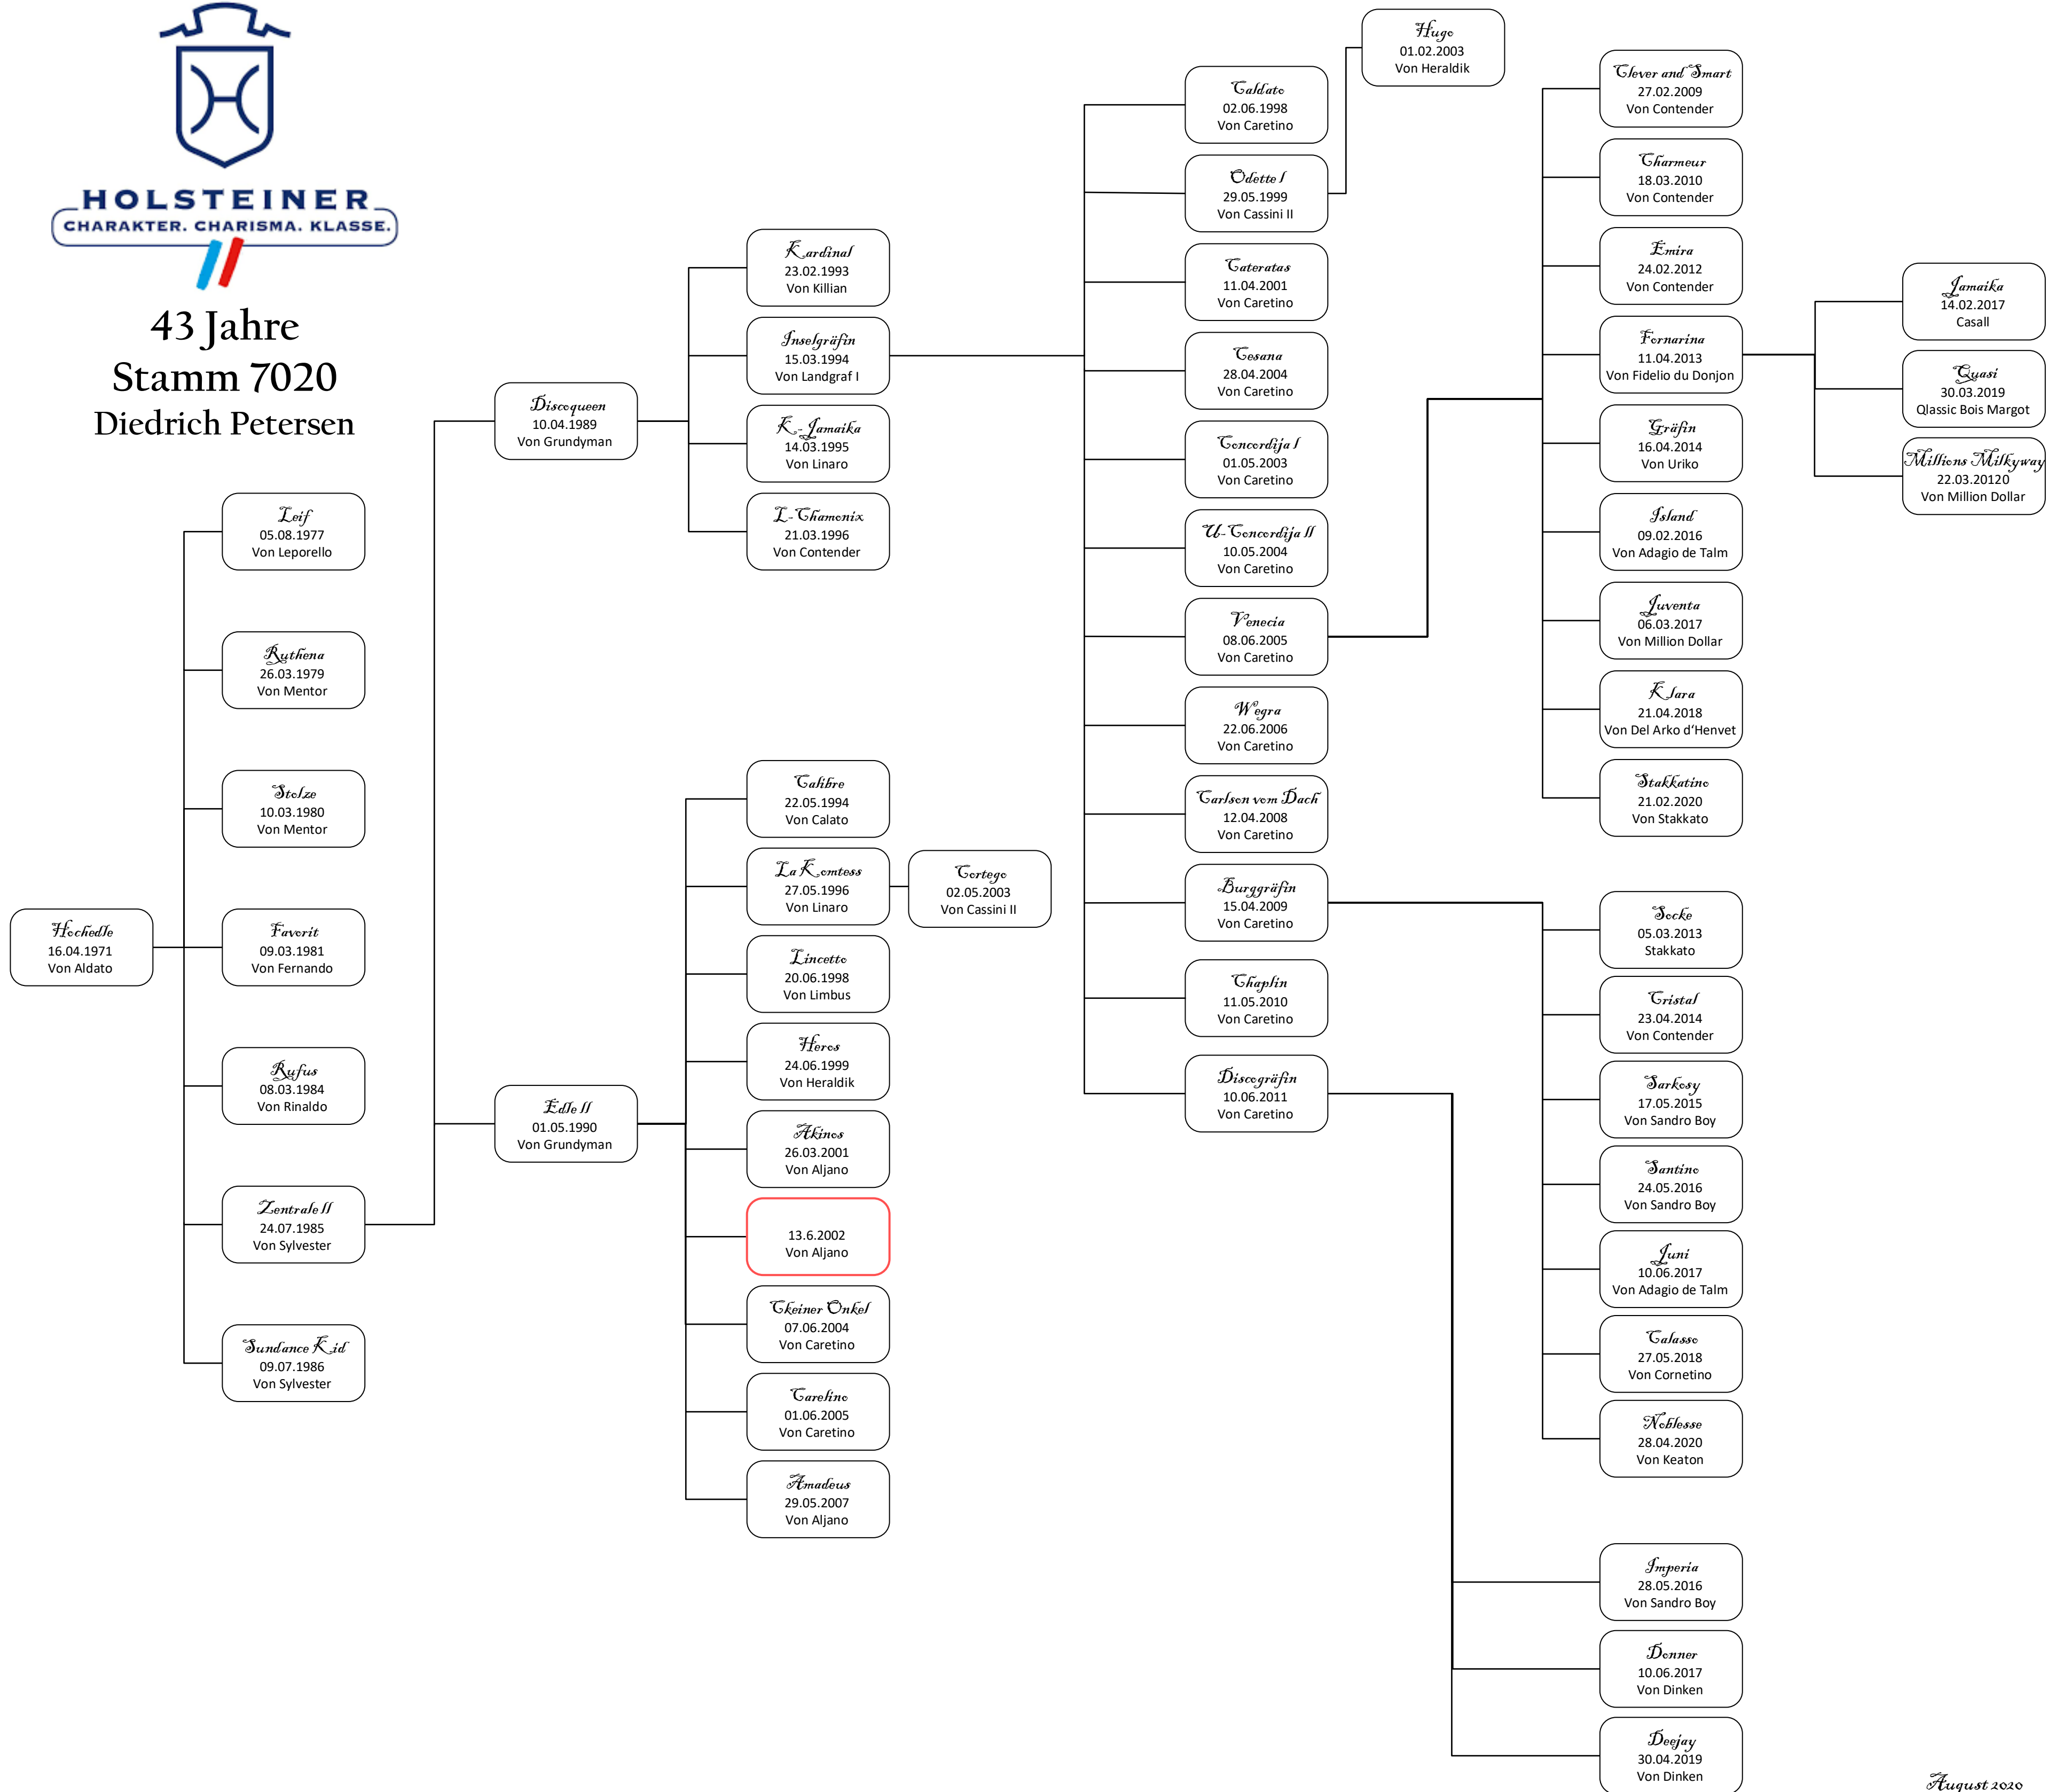 HOLSTEINER
CHARAKTER. CHARISMA. KLASSE.
43 Jahre
Stamm 7020
Diedrich Petersen
Hochedle
16.04.1971
Von Aldato
Leif
05.08.1977
Von Leporello
Ruthena
26.03.1979
Von Mentor
Stolze
10.03.1980
Von Mentor
Favorit
09.03.1981
Von Fernando
Rufus
08.03.1984
Von Rinaldo
Zentrale II
24.07.1985
Von Sylvester
Sundance Kid
09.07.1986
Von Sylvester
Discoqueen
10.04.1989
Von Grundyman
Edle II
01.05.1990
Von Grundyman
Kardinal
23.02.1993
Von Killian
Inselgräfin
15.03.1994
Von Landgraf I
K-Jamaika
14.03.1995
Von Linaro
L-Chamonix
21.03.1996
Von Contender
Calibre
22.05.1994
Von Calato
La Komtess
27.05.1996
Von Linaro
Lincetto
20.06.1998
Von Limbus
Heros
24.06.1999
Von Heraldik
Akinos
26.03.2001
Von Aljano
13.6.2002
Von Aljano
Ckeiner Onkel
07.06.2004
Von Caretino
Carelino
01.06.2005
Von Caretino
Amadeus
29.05.2007
Von Aljano
Cortego
02.05.2003
Von Cassini II
Caldato
02.06.1998
Von Caretino
Odette I
29.05.1999
Von Cassini II
Cateratas
11.04.2001
Von Caretino
Cesana
28.04.2004
Von Caretino
Concordija I
01.05.2003
Von Caretino
U-Concordija II
10.05.2004
Von Caretino
Venecia
08.06.2005
Von Caretino
Wegra
22.06.2006
Von Caretino
Carlson vom Dach
12.04.2008
Von Caretino
Burggräfin
15.04.2009
Von Caretino
Chaplin
11.05.2010
Von Caretino
Discogräfin
10.06.2011
Von Caretino
Hugo
01.02.2003
Von Heraldik
Clever and Smart
27.02.2009
Von Contender
Charmeur
18.03.2010
Von Contender
Emira
24.02.2012
Von Contender
Fornarina
11.04.2013
Von Fidelio du Donjon
Gräfin
16.04.2014
Von Uriko
Island
09.02.2016
Von Adagio de Talm
Juventa
06.03.2017
Von Million Dollar
Klara
21.04.2018
Von Del Arko d‘Henvet
Stakkatino
21.02.2020
Von Stakkato
Socke
05.03.2013
Stakkato
Cristal
23.04.2014
Von Contender
Sarkosy
17.05.2015
Von Sandro Boy
Santino
24.05.2016
Von Sandro Boy
Juni
10.06.2017
Von Adagio de Talm
Calasso
27.05.2018
Von Cornetino
Noblesse
28.04.2020
Von Keaton
Imperia
28.05.2016
Von Sandro Boy
Donner
10.06.2017
Von Dinken
Deejay
30.04.2019
Von Dinken
Jamaika
14.02.2017
Casall
Quasi
30.03.2019
Qlassic Bois Margot
Millions Milkyway
22.03.20120
Von Million Dollar
August 2020